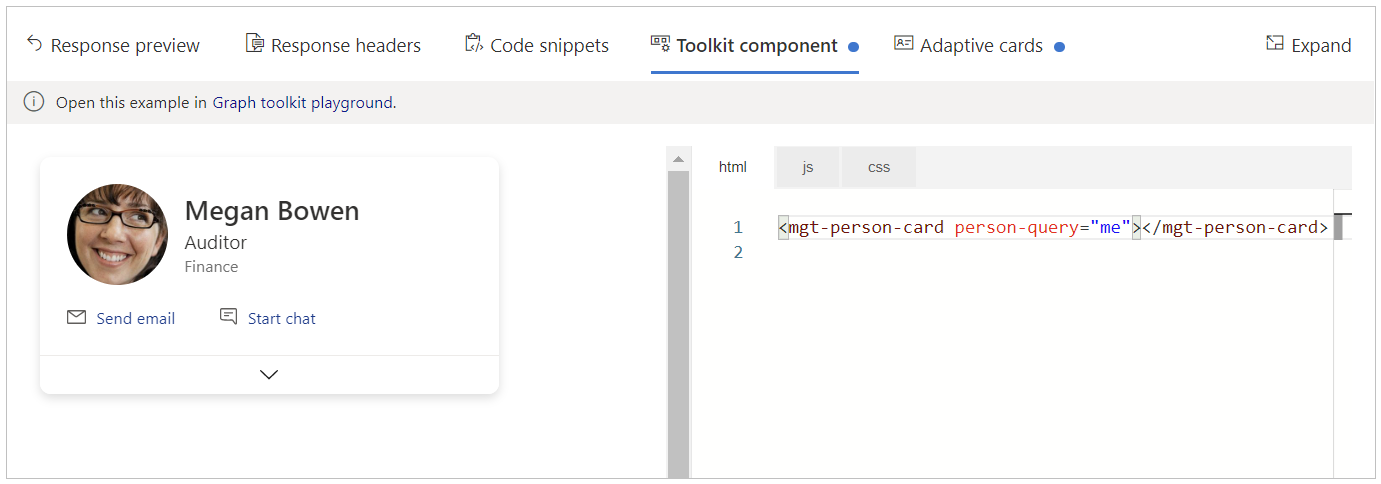 Response preview Response headers Code snippets Toolkit component Adaptive cards Expand
Open this example in Graph toolkit playground.
Megan Bowen
Auditor
Finance
Send email Start chat
html js css
1 <mgt-person-card person-query="me"></mgt-person-card>
2